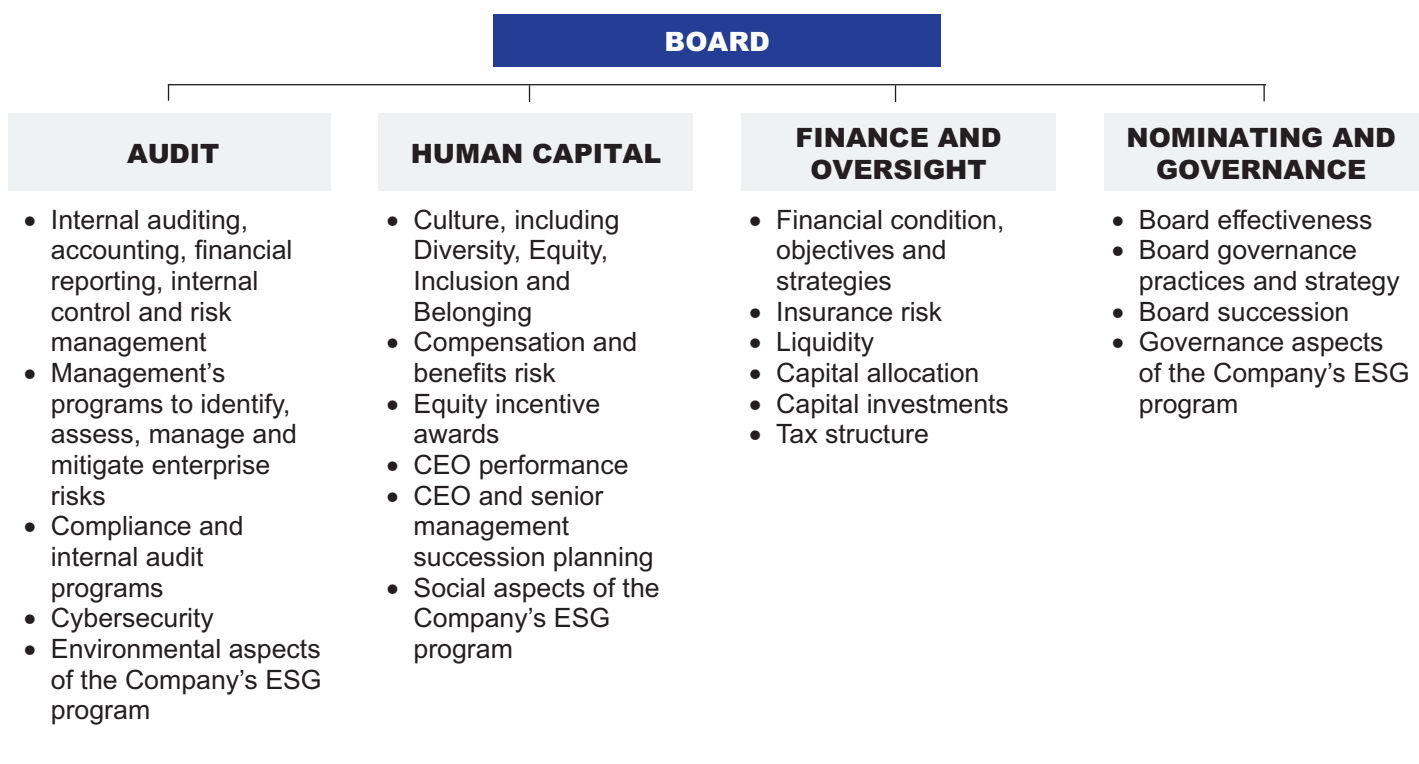 BOARD
AUDIT
• Internal auditing,
accounting, financial
reporting, internal
control and risk
management
• Management’s
programs to identify,
assess, manage and
mitigate enterprise
risks
• Compliance and
internal audit
programs
• Cybersecurity
• Environmental aspects
of the Company’s ESG
program
HUMAN CAPITAL
• Culture, including
Diversity, Equity,
Inclusion and
Belonging
• Compensation and
benefits risk
• Equity incentive
awards
• CEO performance
• CEO and senior
management
succession planning
• Social aspects of the
Company’s ESG
program
FINANCE AND
OVERSIGHT
• Financial condition,
objectives and
strategies
• Insurance risk
• Liquidity
• Capital allocation
• Capital investments
• Tax structure
NOMINATING AND
GOVERNANCE
• Board effectiveness
• Board governance
practices and strategy
• Board succession
• Governance aspects
of the Company’s ESG
program